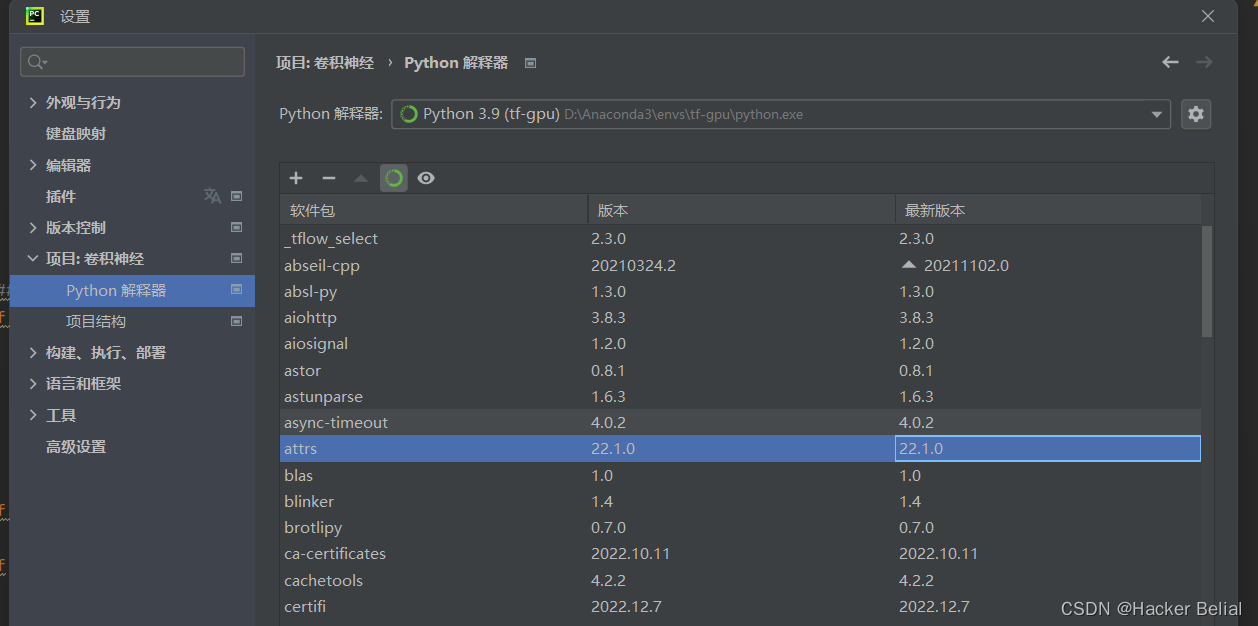 PC
设置
项目: 卷积神经 › Python 解释器
外观与行为
键盘映射
编辑器
插件
版本控制
项目: 卷积神经
Python 解释器
项目结构
构建、执行、部署
语言和框架
工具
高级设置
Python 解释器: Python 3.9 (tf-gpu) D:\Anaconda3\envs\tf-gpu\python.exe
软件包 版本 最新版本
_tflow_select 2.3.0 2.3.0
abseil-cpp 20210324.2 20211102.0
absl-py 1.3.0 1.3.0
aiohttp 3.8.3 3.8.3
aiosignal 1.2.0 1.2.0
astor 0.8.1 0.8.1
astunparse 1.6.3 1.6.3
async-timeout 4.0.2 4.0.2
attrs 22.1.0 22.1.0
blas 1.0 1.0
blinker 1.4 1.4
brotlipy 0.7.0 0.7.0
ca-certificates 2022.10.11 2022.10.11
cachetools 4.2.2 4.2.2
certifi 2022.12.7 2022.12.7
CSDN @Hacker Belial